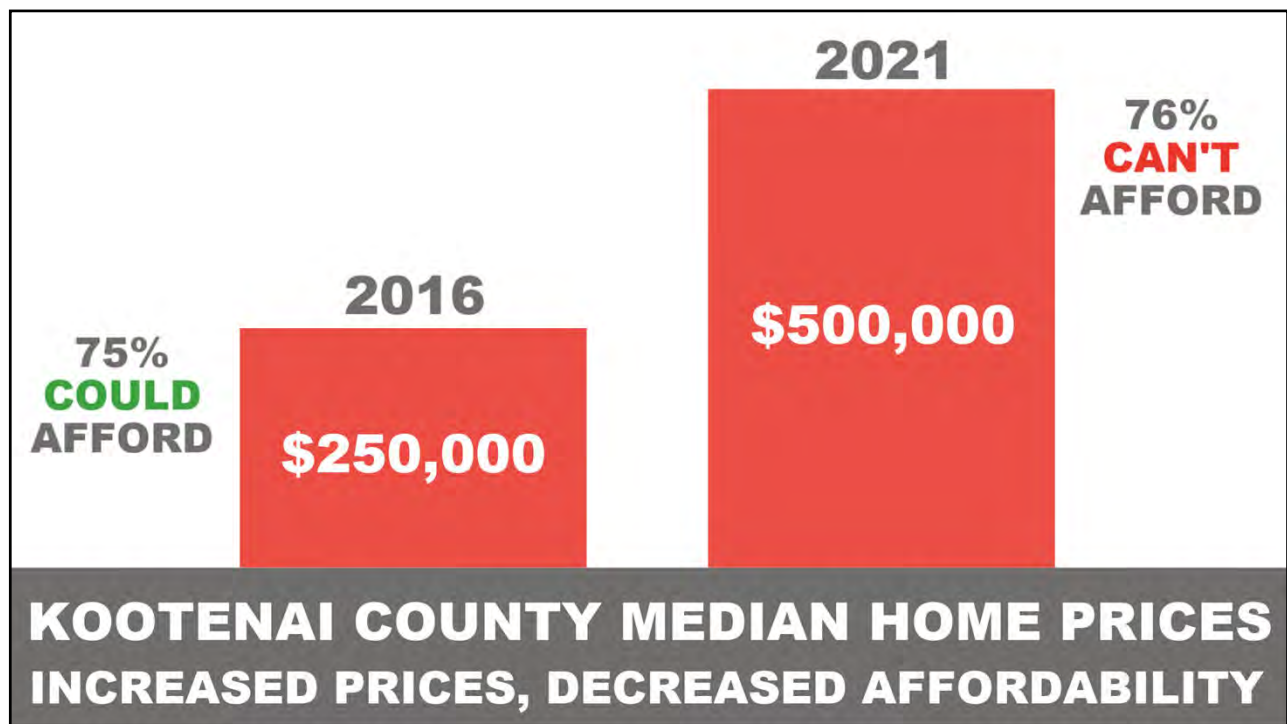 2016
75%
COULD
AFFORD
$250,000
2021
76%
CAN'T
AFFORD
$500,000
KOOTENAI COUNTY MEDIAN HOME PRICES
INCREASED PRICES, DECREASED AFFORDABILITY